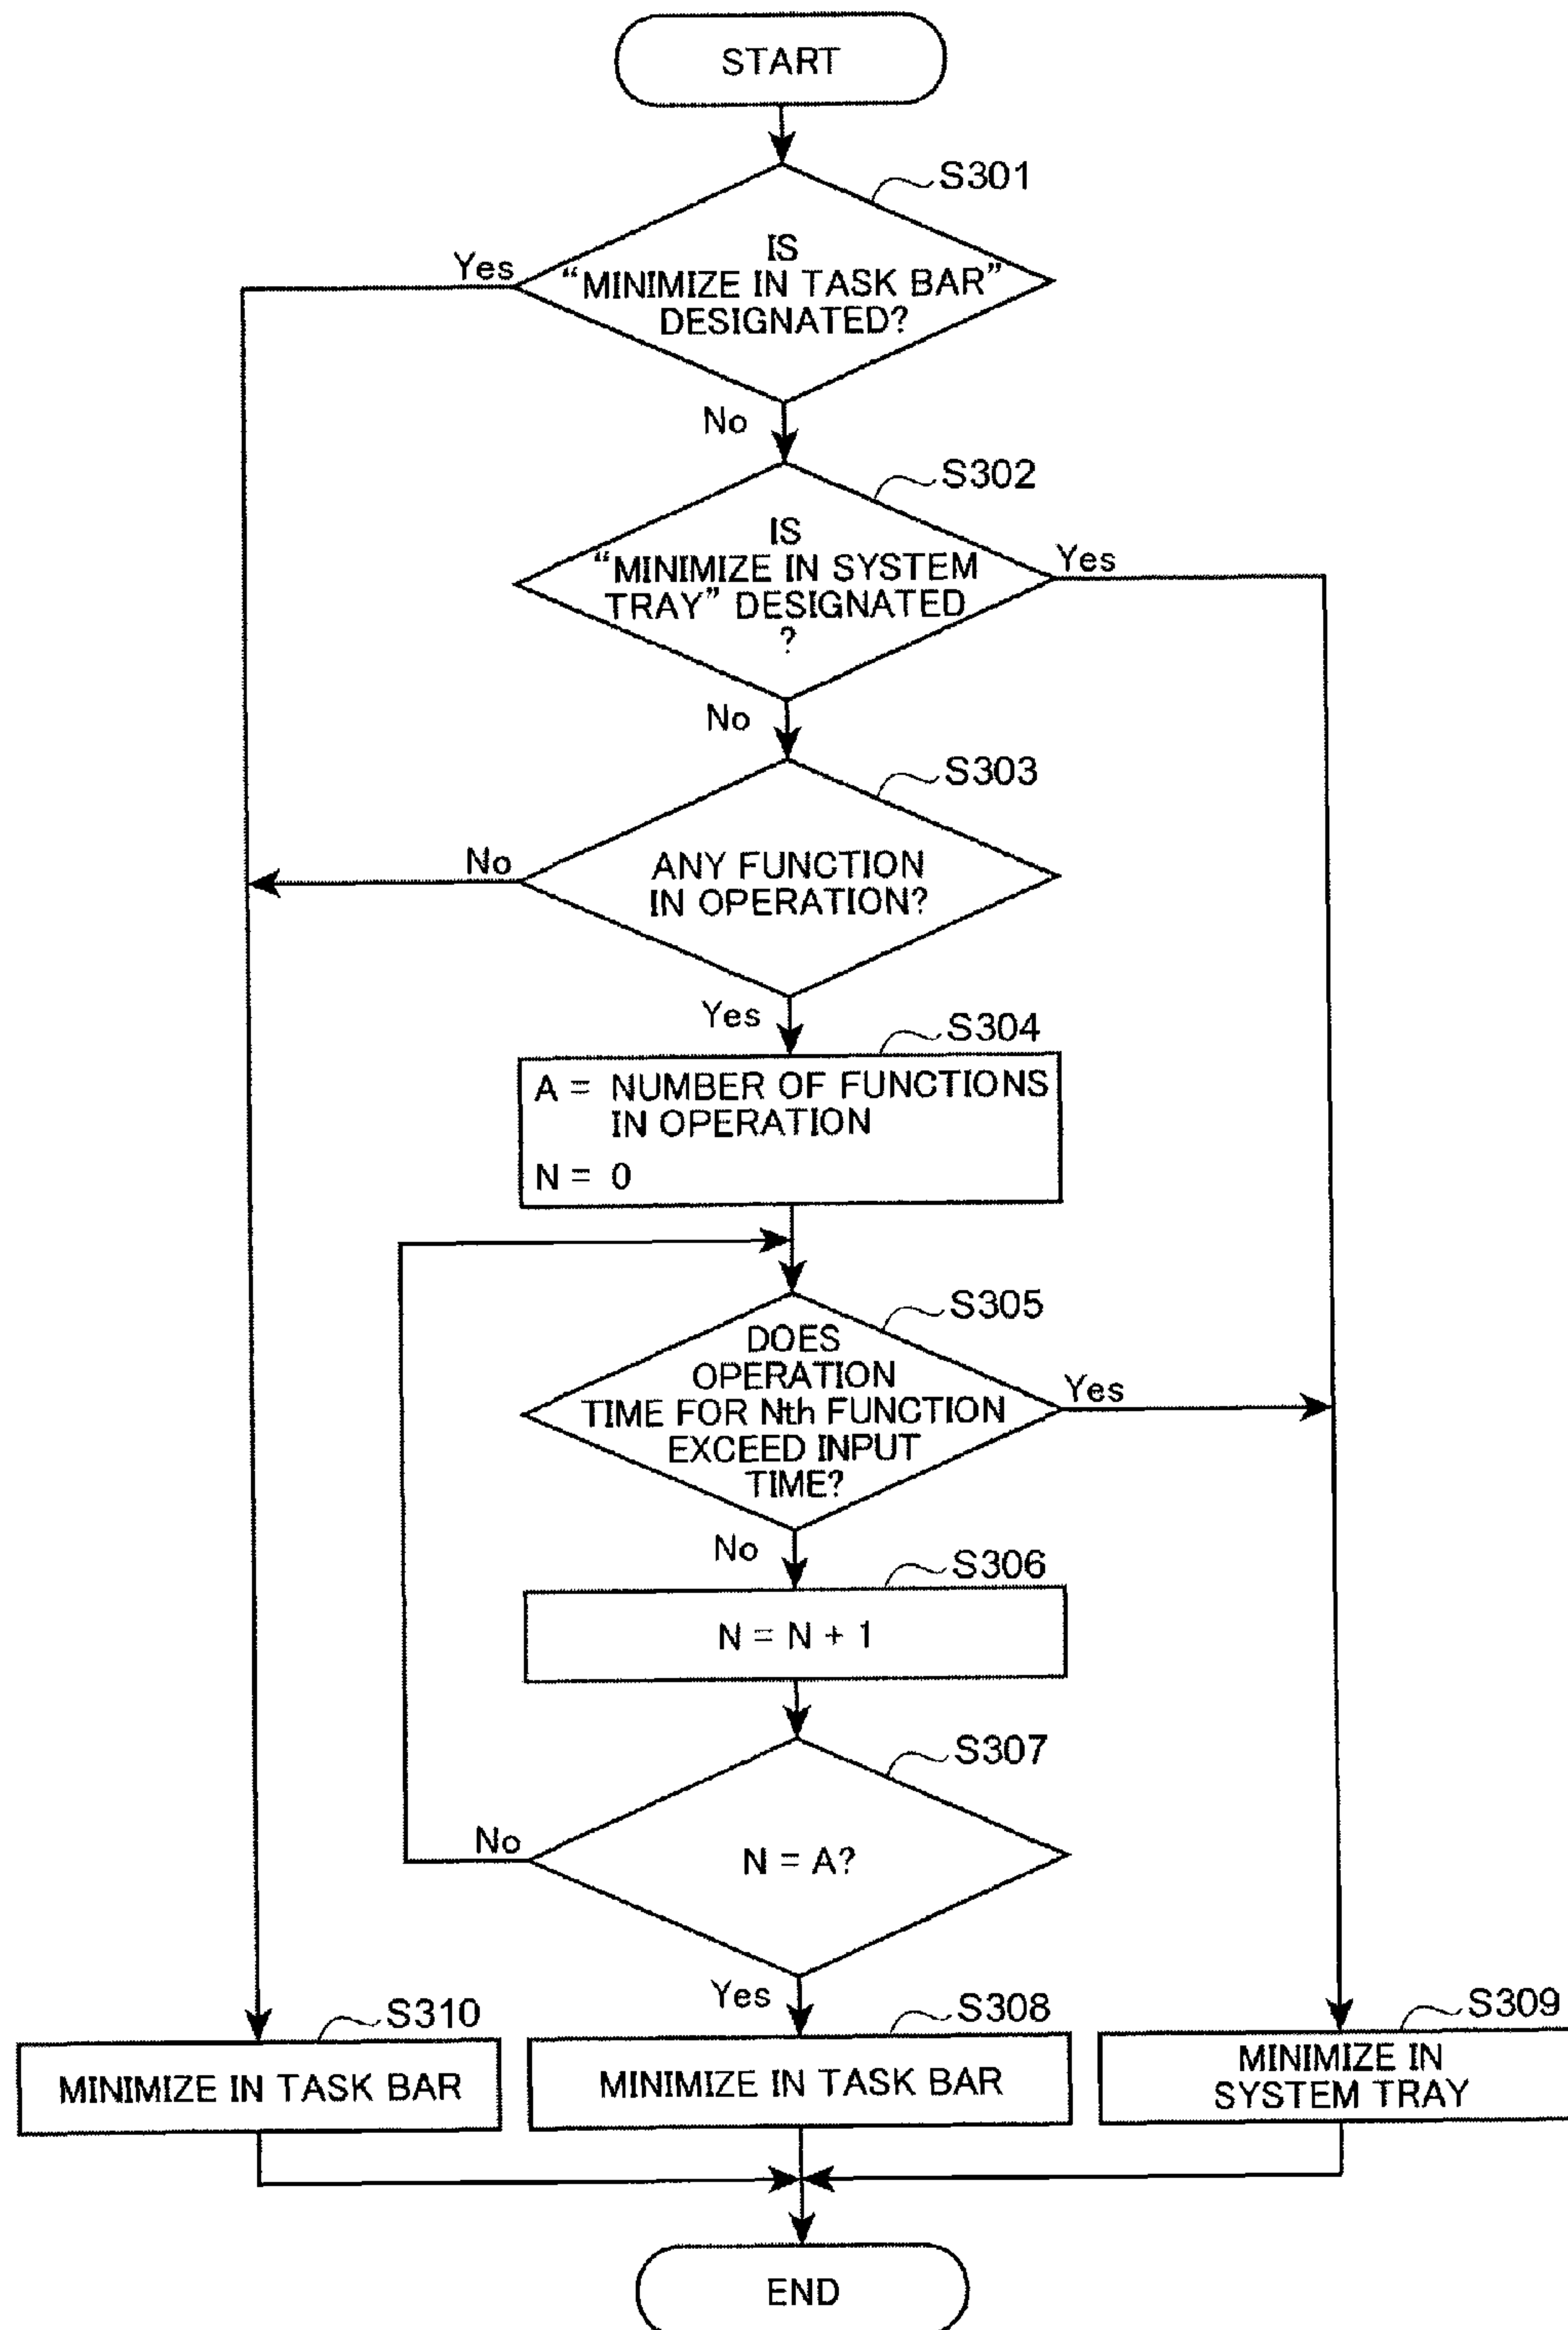 START
S301
IS
“MINIMIZE IN TASK BAR”
DESIGNATED?
Yes
No
S302
IS
“MINIMIZE IN SYSTEM
TRAY” DESIGNATED
?
Yes
No
S303
ANY FUNCTION
IN OPERATION?
No
Yes
S304
A = NUMBER OF FUNCTIONS
IN OPERATION
N = 0
S305
DOES
OPERATION
TIME FOR Nth FUNCTION
EXCEED INPUT
TIME?
Yes
No
S306
N = N + 1
S307
N = A?
No
Yes
S310
MINIMIZE IN TASK BAR
S308
MINIMIZE IN TASK BAR
S309
MINIMIZE IN
SYSTEM TRAY
END